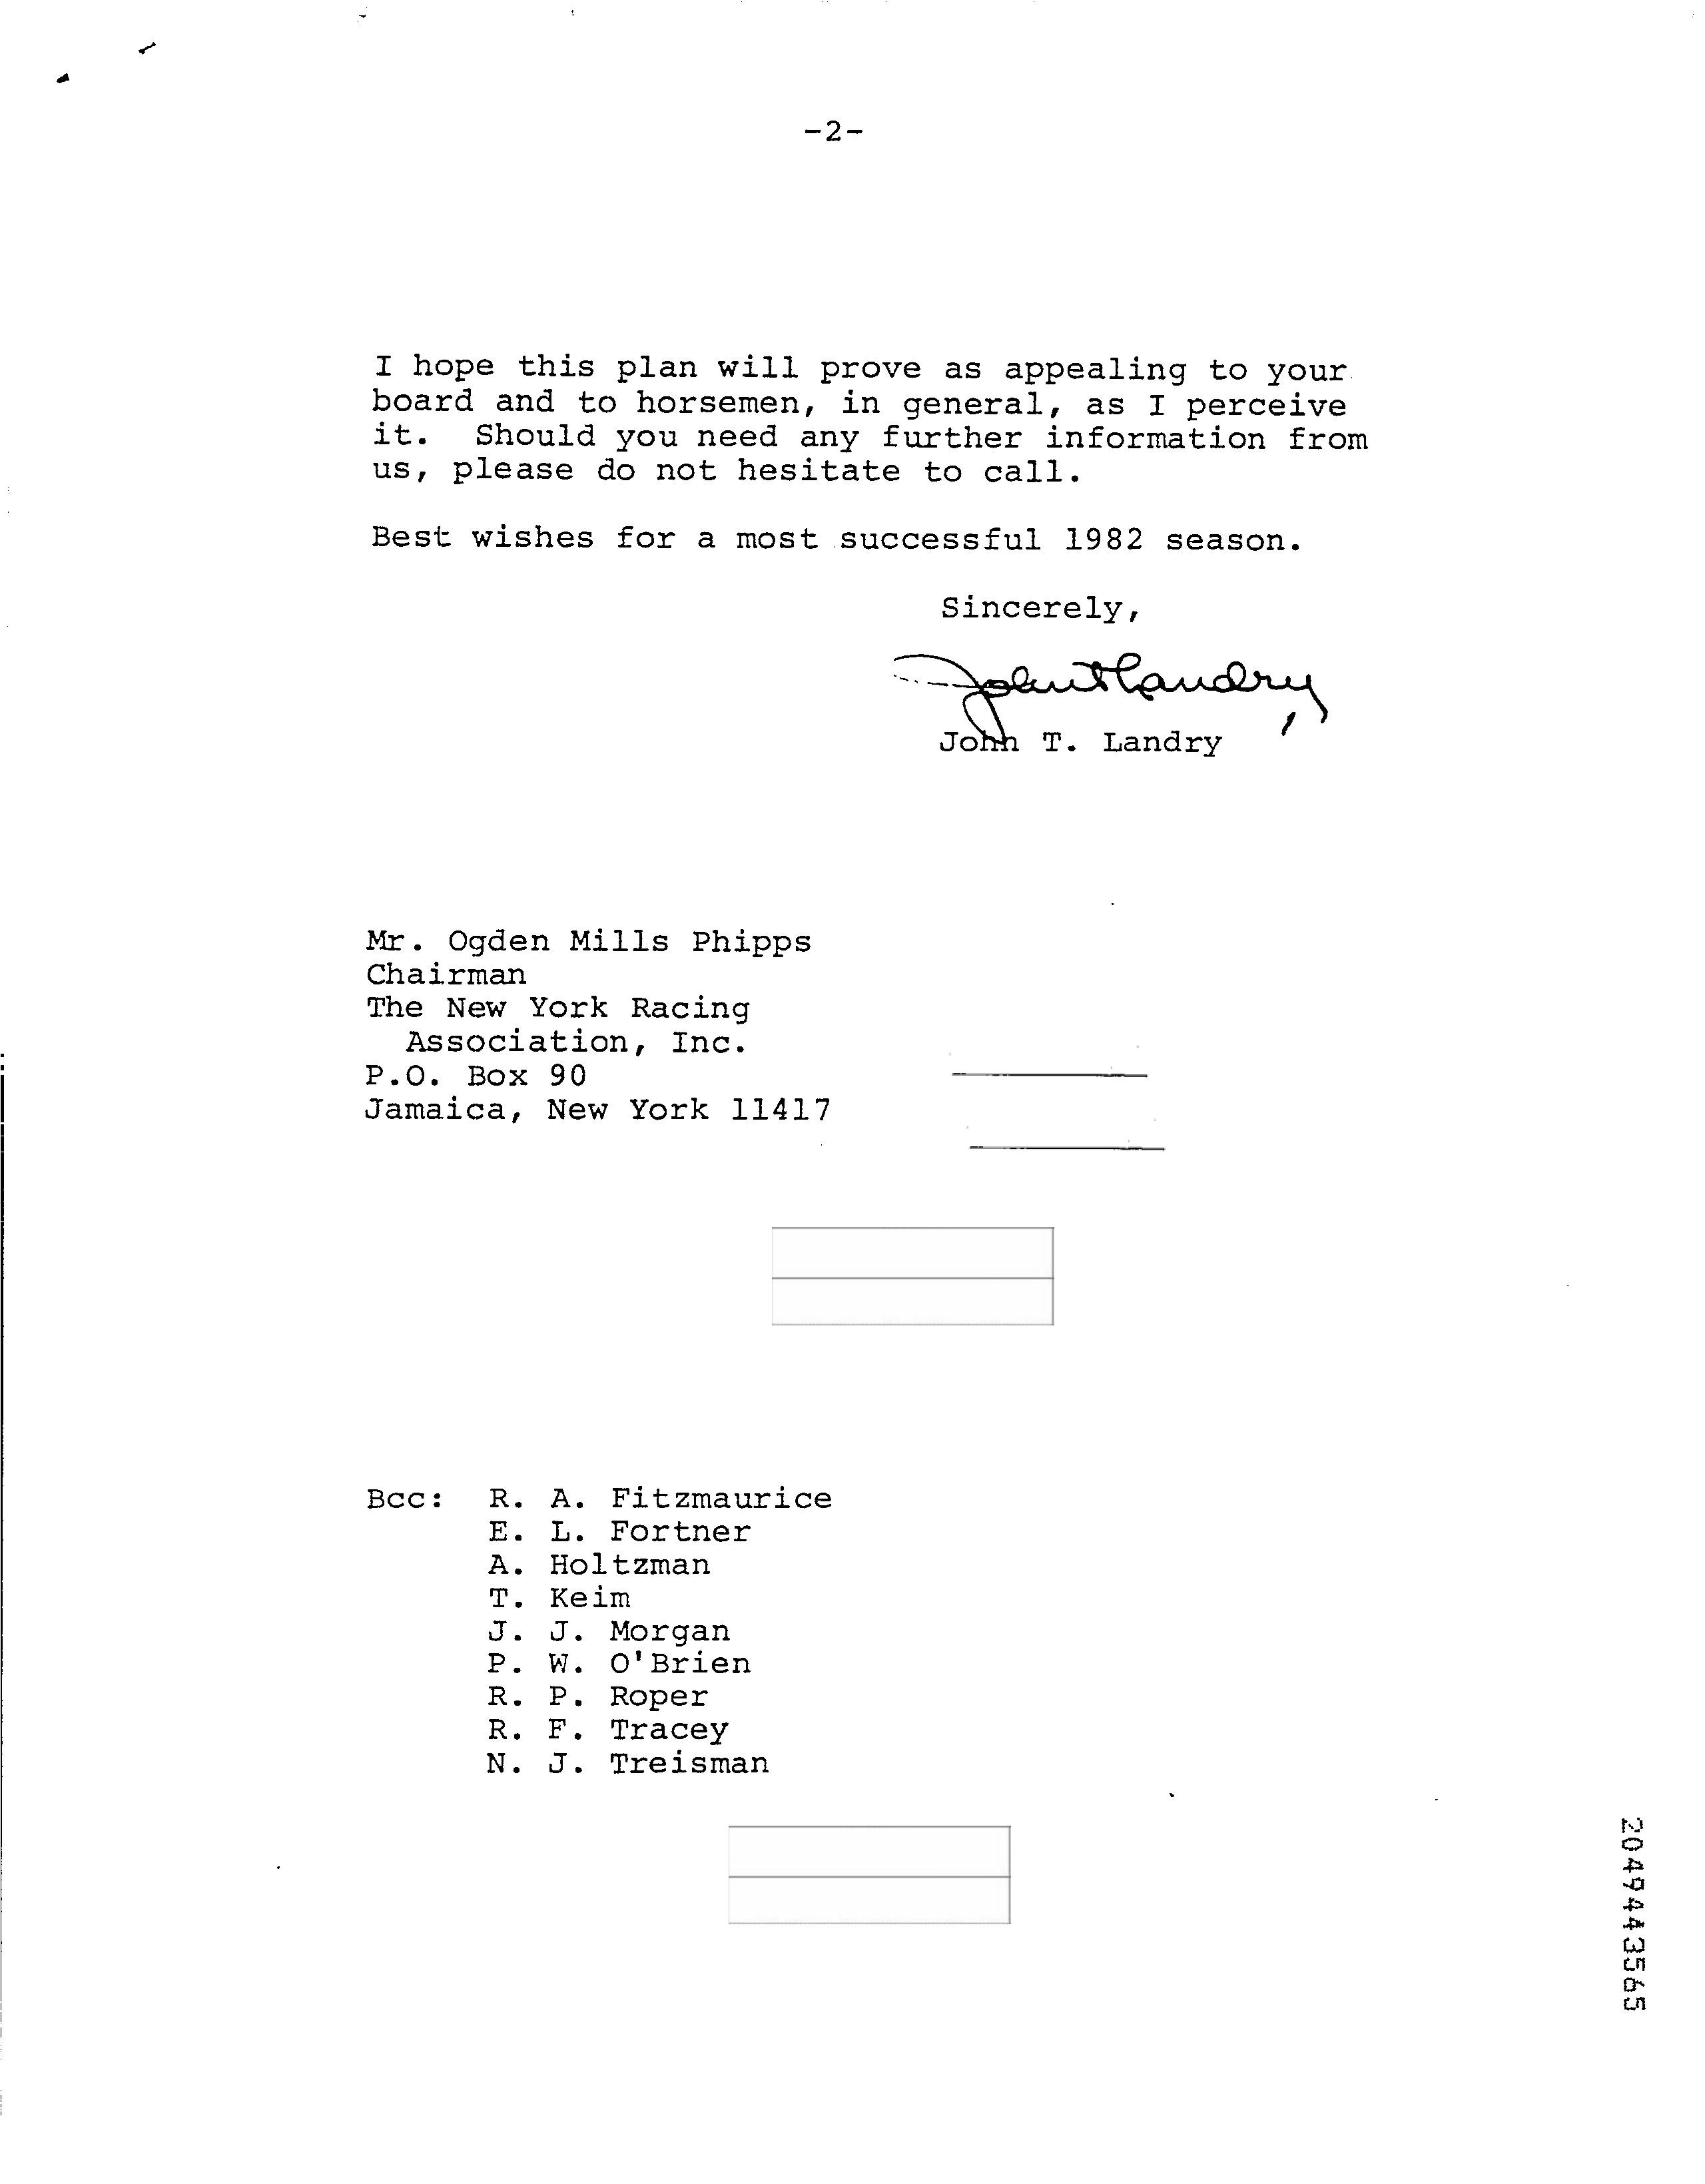 -2-
I hope this plan will prove as appealing to your
board and to horsemen, in general, as I perceive
it. Should you need any further information from
us, please do not hesitate to call.
Best wishes for a most successful 1982 season.
Sincerely,
John T Landry
John T. Landry
Mr. Ogden Mills Phipps
Chairman
The New York Racing
Association, Inc.
P.O. Box 90
Jamaica, New York 11417
Bcc: R. A. Fitzmaurice
E. L. Fortner
A. Holtzman
T. Keim
J. J. Morgan
P. W. O'Brien
R. P. Roper
R. F. Tracey
N. J. Treisman
2049443565